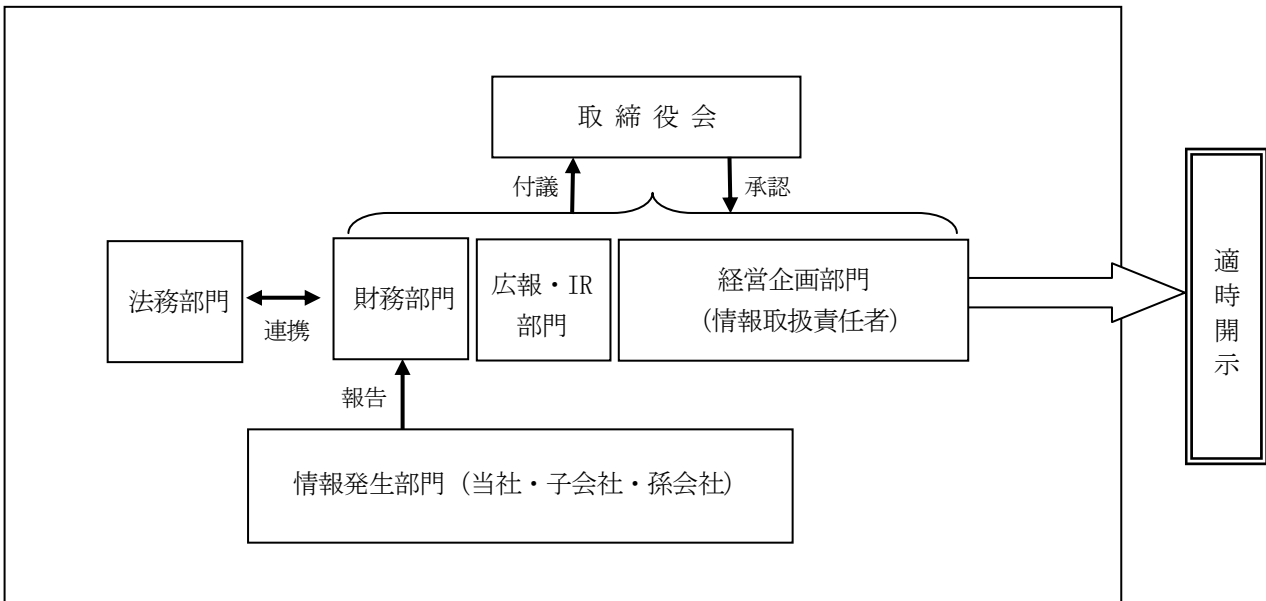 取 締 役 会
付議
承認
法務部門
連携
財務部門
広報・IR
部門
経営企画部門
（情報取扱責任者）
適時開示
報告
情報発生部門（当社・子会社・孫会社）